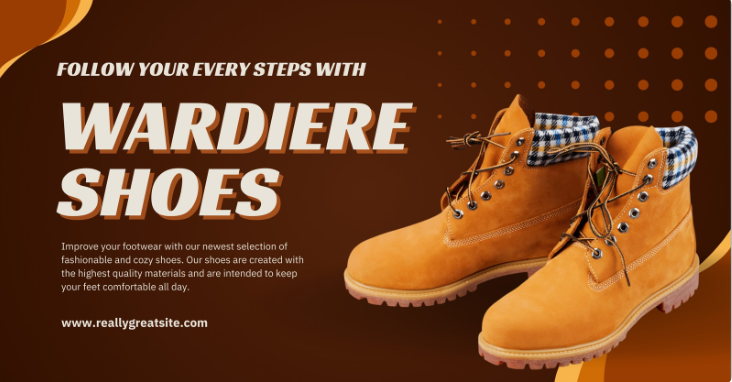 FOLLOW YOUR EVERY STEPS WITH
WARDIERE
SHOES
Improve your footwear with our newest selection of
fashionable and cozy shoes. Our shoes are created with
the highest quality materials and are intended to keep
your feet comfortable all day.
www.reallygreatsite.com